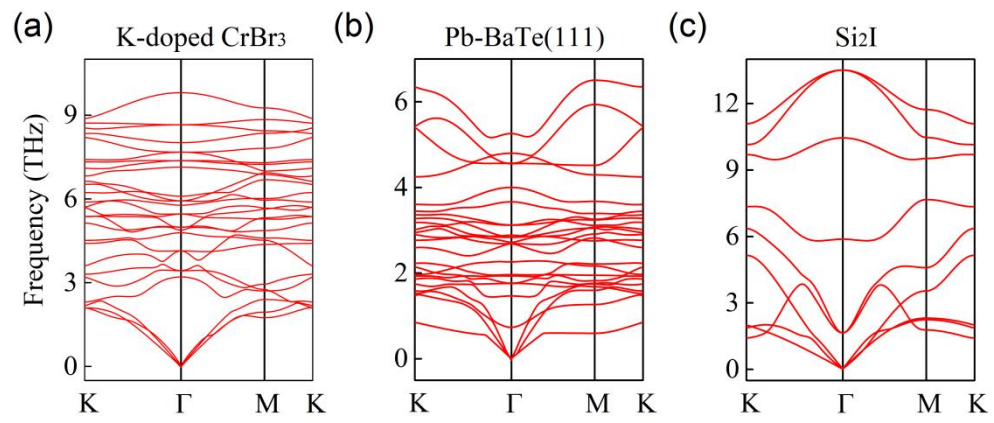 (a) K-doped CrBr₃
(b) Pb-BaTe(111)
(c) Si₂I
Frequency (THz)
9
6
3
0
K Γ M K
6
4
2
0
K Γ M K
12
9
6
3
0
K Γ M K